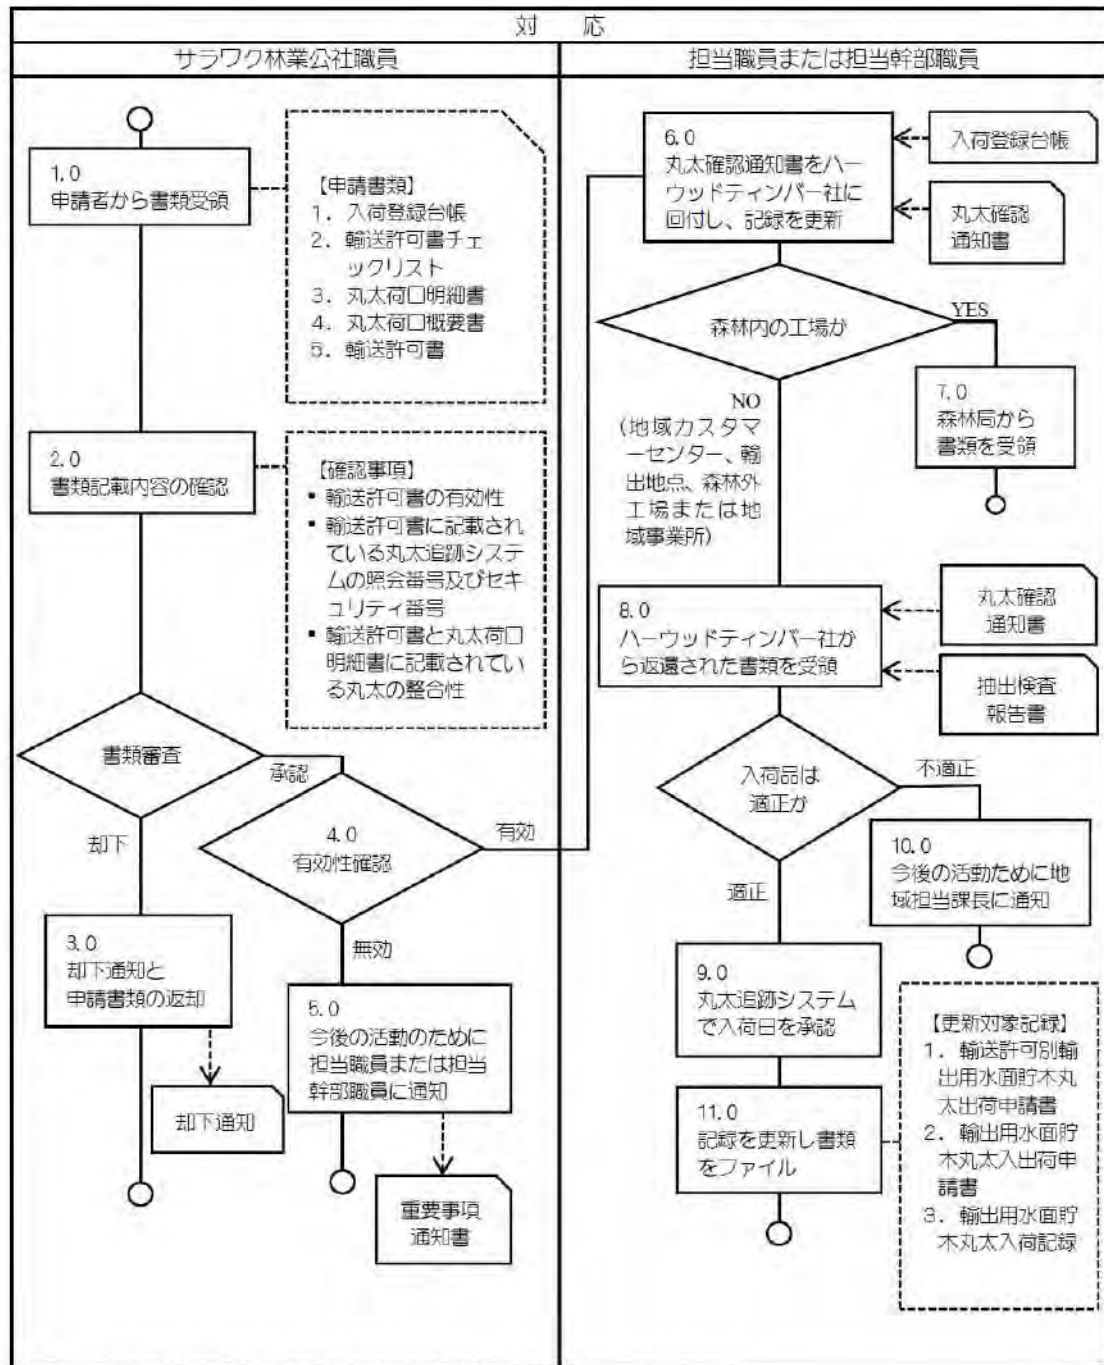 対　応
サラワク林業公社職員
担当職員または担当幹部職員
1.0
申請者から書類受領
【申請書類】
1．入荷登録台帳
2．輸送許可書チェ
ックリスト
3．丸太荷口明細書
4．丸太荷口概要書
5．輸送許可書
2.0
書類記載内容の確認
【確認事項】
▪ 輸送許可書の有効性
▪ 輸送許可書に記載され
ている丸太追跡システ
ムの照会番号及びセキ
ュリティ番号
▪ 輸送許可書と丸太荷口
明細書に記載されてい
る丸太の整合性
書類審査
承認
却下
4.0
有効性確認
有効
無効
3.0
却下通知と
申請書類の返却
却下通知
5.0
今後の活動のために
担当職員または担当
幹部職員に通知
重要事項
通知書
6.0
丸太確認通知書をハー
ウッドティンバー社に
回付し、記録を更新
入荷登録台帳
丸太確認
通知書
森林内の工場か
YES
7.0
森林局から
書類を受領
NO
(地域カスタマ
ーセンター、輸
出地点、森林外
工場または地
域事業所)
8.0
ハーウッドティンバー社か
ら返還された書類を受領
丸太確認
通知書
抽出検査
報告書
入荷品は
適正か
不適正
適正
10.0
今後の活動ために地
域担当課長に通知
9.0
丸太追跡システム
で入荷日を承認
11.0
記録を更新し書類
をファイル
【更新対象記録】
1．輸送許可別輸
出用水面貯木丸
太出荷申請書
2．輸出用水面貯
木丸太入出荷申
請書
3．輸出用水面貯
木丸太入荷記録